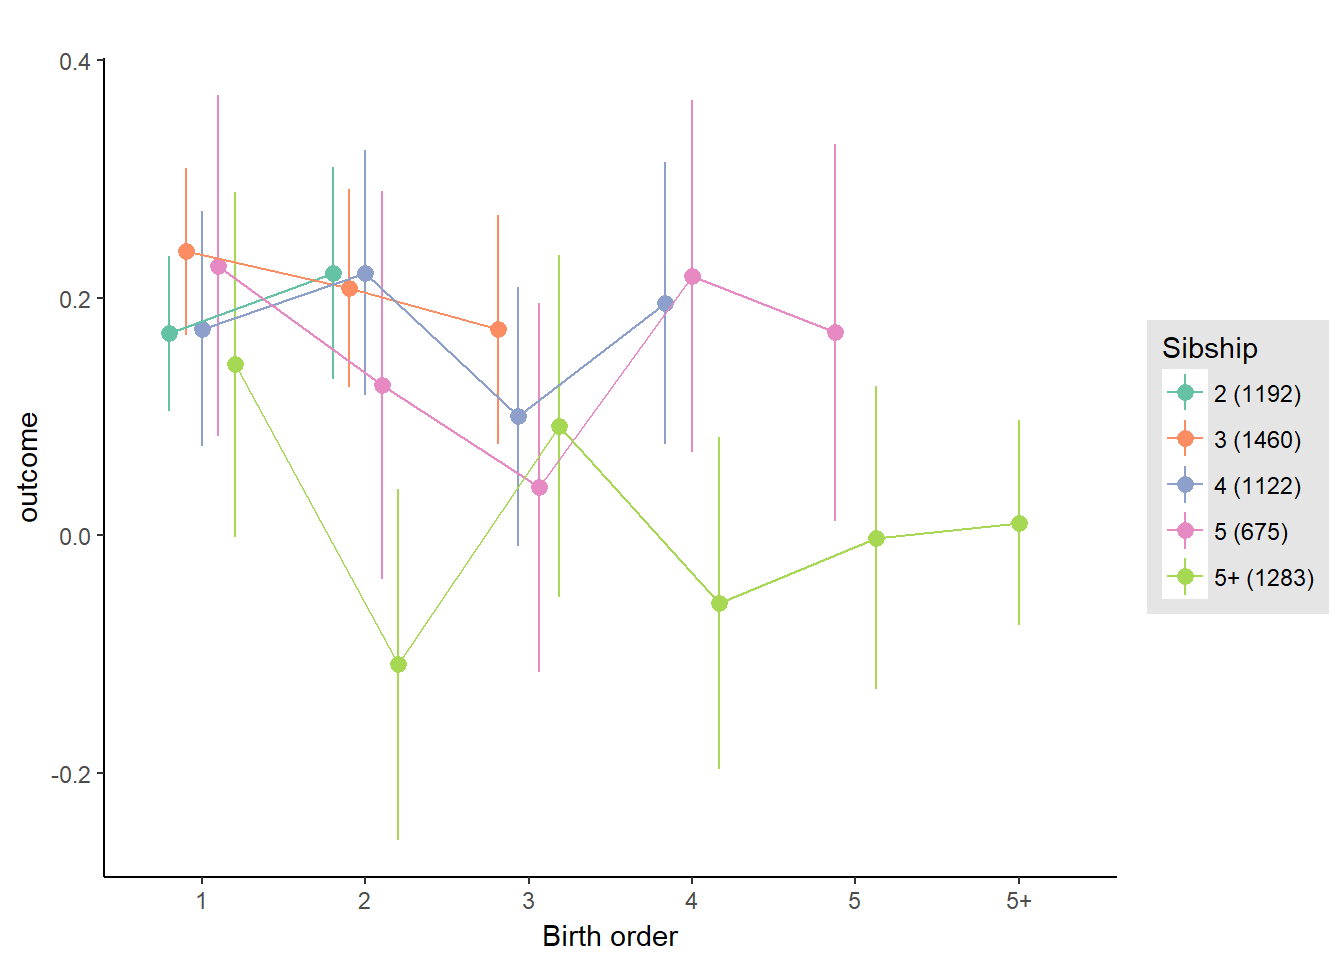 0.4
0.2
0.0
-0.2
outcome
1 2 3 4 5 5+
Birth order
Sibship
2 (1192)
3 (1460)
4 (1122)
5 (675)
5+ (1283)